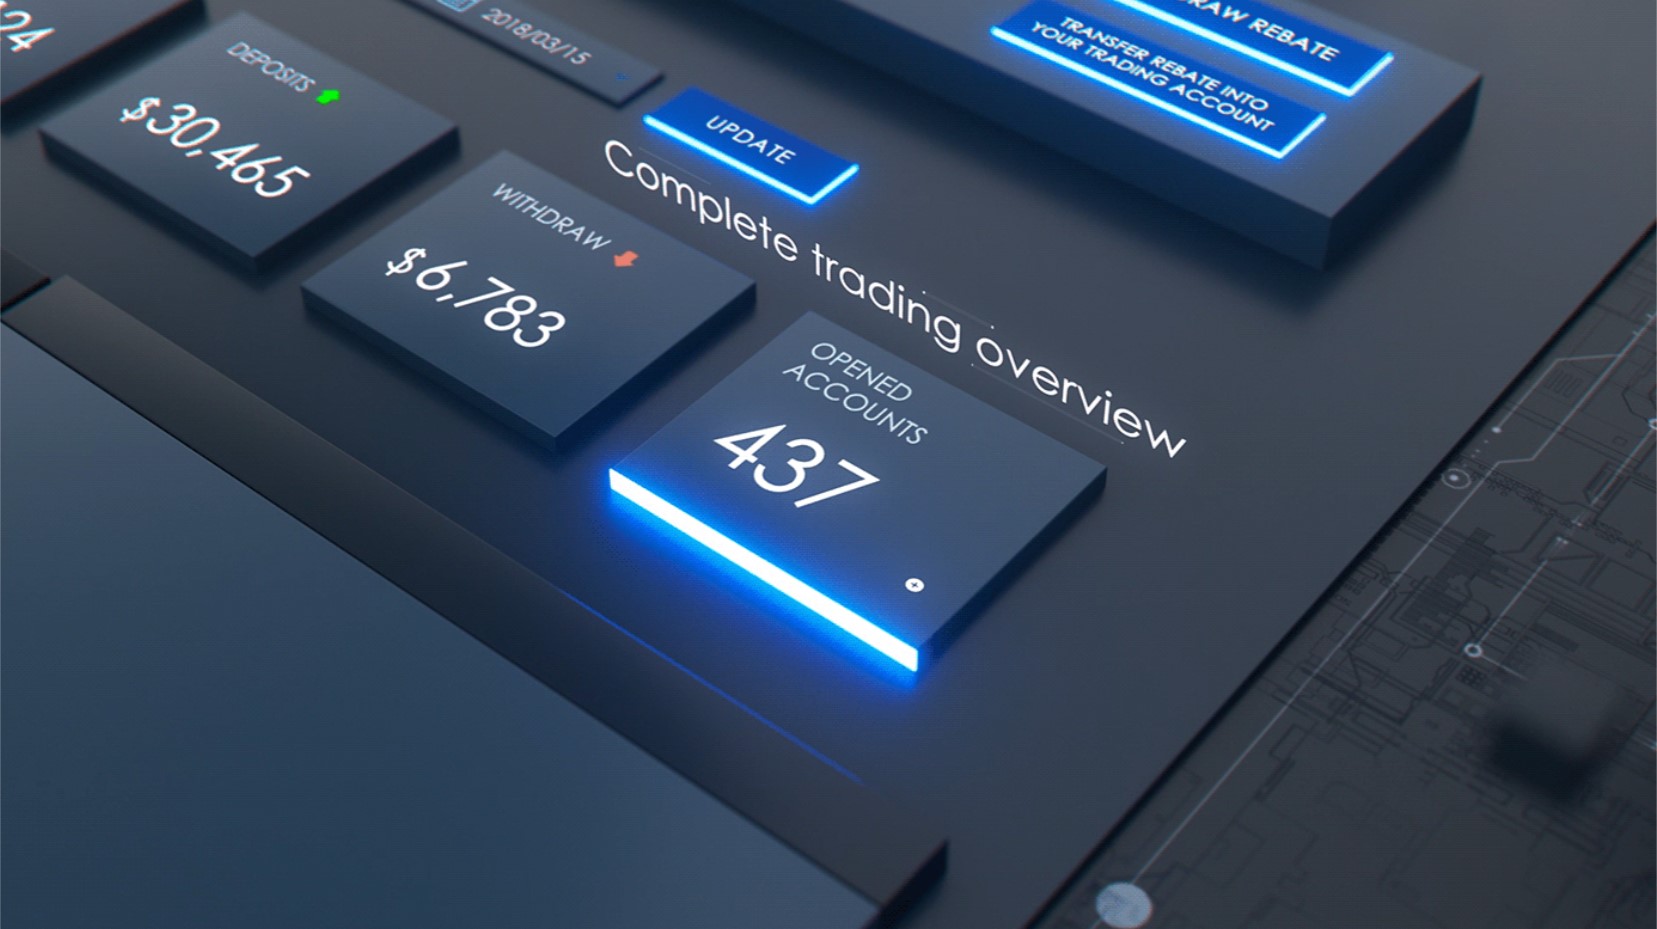 24
DEPOSITS
$30,465
2018/03/15
UPDATE
RAW REBATE
TRANSFER REBATE INTO
YOUR TRADING ACCOUNT
WITHDRAW
$6,783
Complete trading overview
OPENED
ACCOUNTS
437